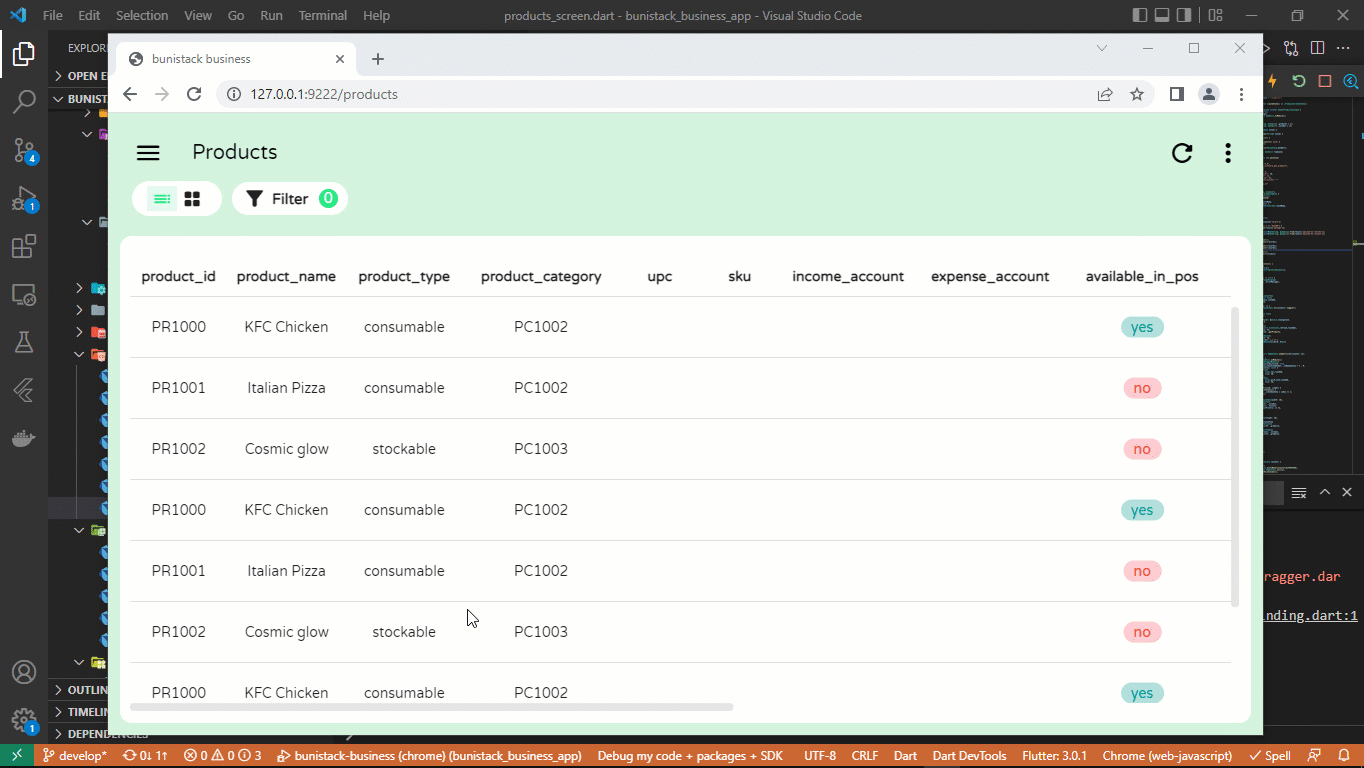 File Edit Selection View Go Run Terminal Help products_screen.dart - bunistack_business_app - Visual Studio Code
EXPLOR
bunistack business
OPEN E
BUNIST
127.0.0.1:9222/products
Products
Filter 0
product_id product_name product_type product_category upc sku income_account expense_account available_in_pos
PR1000 KFC Chicken consumable PC1002 yes
PR1001 Italian Pizza consumable PC1002 no
PR1002 Cosmic glow stockable PC1003 no
PR1000 KFC Chicken consumable PC1002 yes
PR1001 Italian Pizza consumable PC1002 no
ragger.dar
inding.dart:1
PR1002 Cosmic glow stockable PC1003 no
PR1000 KFC Chicken consumable PC1002 yes
4
1
1
OUTLIN
TIMELIN
DEPENDENCIES
develop* 0↓ 1↑ 0 0 3 bunistack-business (chrome) (bunistack_business_app) Debug my code + packages + SDK UTF-8 CRLF Dart Dart DevTools Flutter: 3.0.1 Chrome (web-javascript) Spell